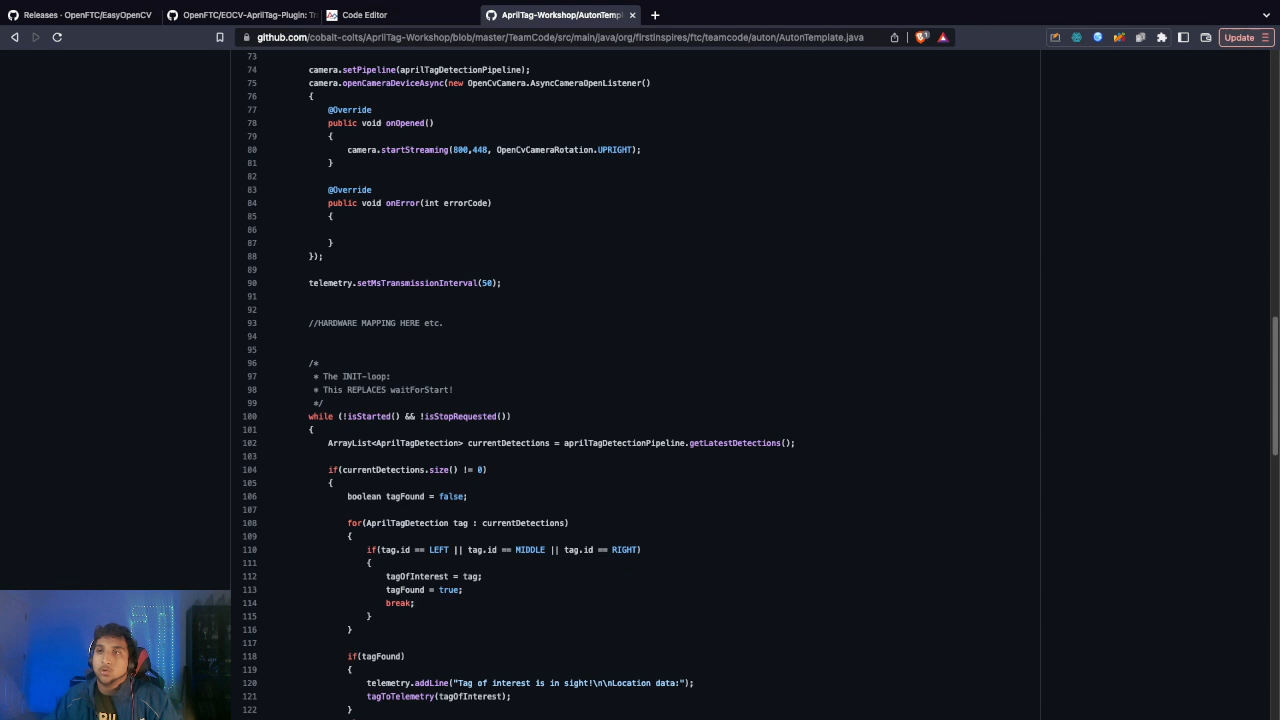 Releases · OpenFTC/EasyOpenCV
OpenFTC/EOCV-AprilTag-Plugin: Tr
Code Editor
AprilTag-Workshop/AutonTempl
github.com/cobalt-colts/AprilTag-Workshop/blob/master/TeamCode/src/main/java/org/firstinspires/ftc/teamcode/auton/AutonTemplate.java
Update
73
74 camera.setPipeline(aprilTagDetectionPipeline);
75 camera.openCameraDeviceAsync(new OpenCvCamera.AsyncCameraOpenListener()
76 {
77 @Override
78 public void onOpened()
79 {
80 camera.startStreaming(800,448, OpenCvCameraRotation.UPRIGHT);
81 }
82
83 @Override
84 public void onError(int errorCode)
85 {
86
87 }
88 });
89
90 telemetry.setMsTransmissionInterval(50);
91
92
93 //HARDWARE MAPPING HERE etc.
94
95
96 /*
97 * The INIT-loop:
98 * This REPLACES waitForStart!
99 */
100 while (!isStarted() && !isStopRequested())
101 {
102 ArrayList<AprilTagDetection> currentDetections = aprilTagDetectionPipeline.getLatestDetections();
103
104 if(currentDetections.size() != 0)
105 {
106 boolean tagFound = false;
107
108 for(AprilTagDetection tag : currentDetections)
109 {
110 if(tag.id == LEFT || tag.id == MIDDLE || tag.id == RIGHT)
111 {
112 tagOfInterest = tag;
113 tagFound = true;
114 break;
115 }
116 }
117
118 if(tagFound)
119 {
120 telemetry.addLine("Tag of interest is in sight!\n\nLocation data:");
121 tagToTelemetry(tagOfInterest);
122 }